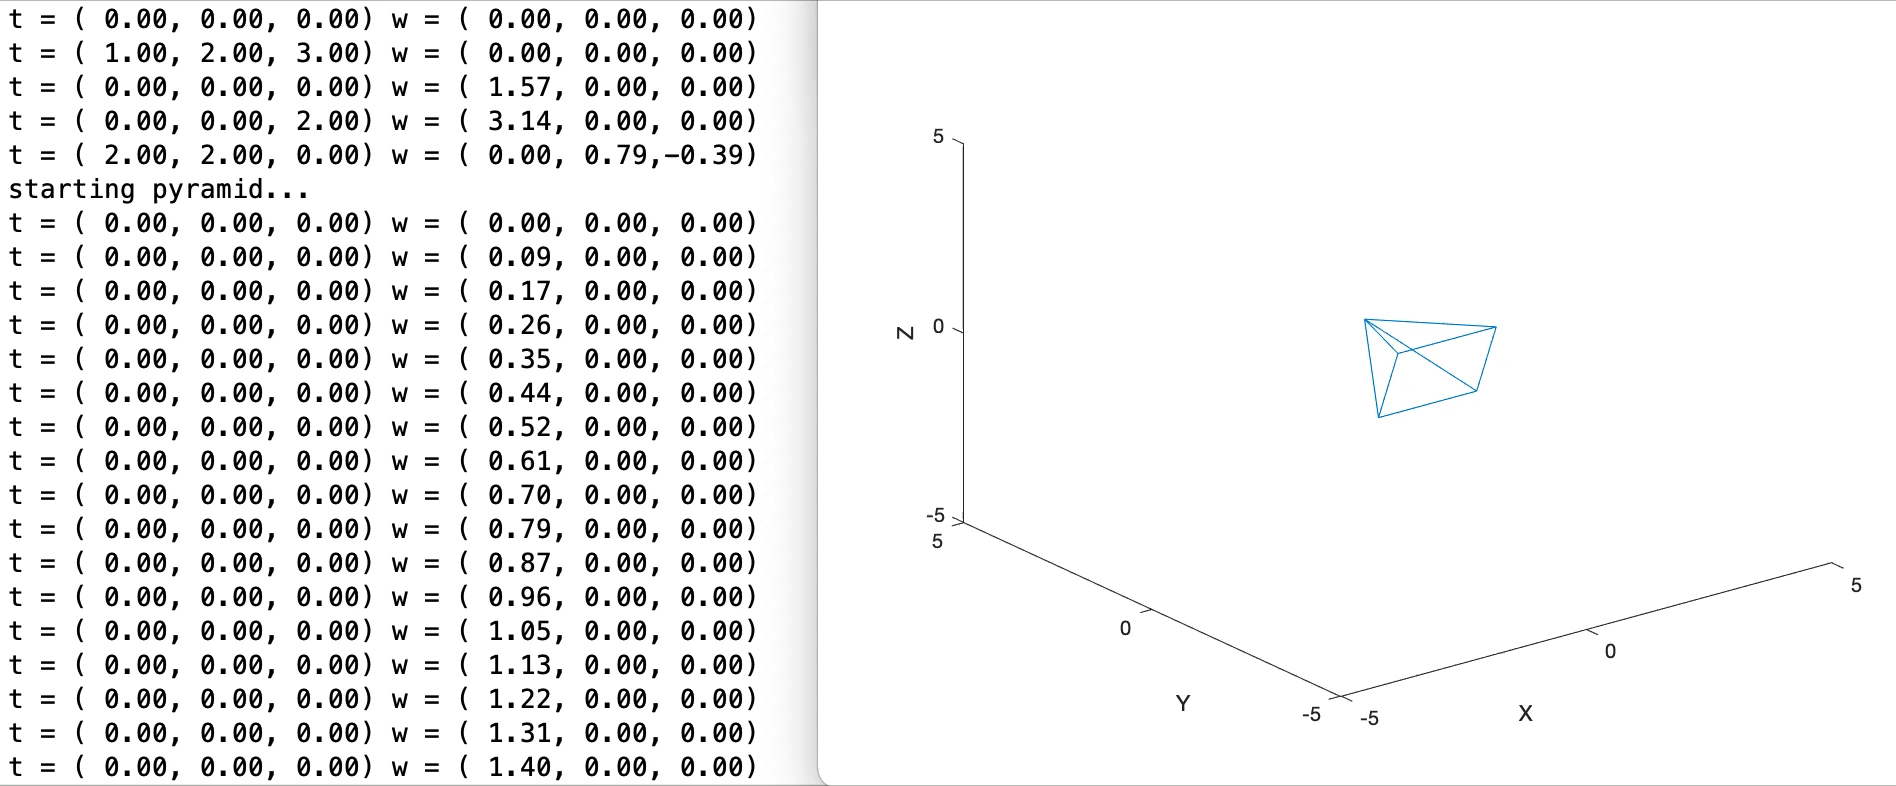 t = ( 0.00, 0.00, 0.00) w = ( 0.00, 0.00, 0.00)
t = ( 1.00, 2.00, 3.00) w = ( 0.00, 0.00, 0.00)
t = ( 0.00, 0.00, 0.00) w = ( 1.57, 0.00, 0.00)
t = ( 0.00, 0.00, 2.00) w = ( 3.14, 0.00, 0.00)
t = ( 2.00, 2.00, 0.00) w = ( 0.00, 0.79,-0.39)
starting pyramid...
t = ( 0.00, 0.00, 0.00) w = ( 0.00, 0.00, 0.00)
t = ( 0.00, 0.00, 0.00) w = ( 0.09, 0.00, 0.00)
t = ( 0.00, 0.00, 0.00) w = ( 0.17, 0.00, 0.00)
t = ( 0.00, 0.00, 0.00) w = ( 0.26, 0.00, 0.00)
t = ( 0.00, 0.00, 0.00) w = ( 0.35, 0.00, 0.00)
t = ( 0.00, 0.00, 0.00) w = ( 0.44, 0.00, 0.00)
t = ( 0.00, 0.00, 0.00) w = ( 0.52, 0.00, 0.00)
t = ( 0.00, 0.00, 0.00) w = ( 0.61, 0.00, 0.00)
t = ( 0.00, 0.00, 0.00) w = ( 0.70, 0.00, 0.00)
t = ( 0.00, 0.00, 0.00) w = ( 0.79, 0.00, 0.00)
t = ( 0.00, 0.00, 0.00) w = ( 0.87, 0.00, 0.00)
t = ( 0.00, 0.00, 0.00) w = ( 0.96, 0.00, 0.00)
t = ( 0.00, 0.00, 0.00) w = ( 1.05, 0.00, 0.00)
t = ( 0.00, 0.00, 0.00) w = ( 1.13, 0.00, 0.00)
t = ( 0.00, 0.00, 0.00) w = ( 1.22, 0.00, 0.00)
t = ( 0.00, 0.00, 0.00) w = ( 1.31, 0.00, 0.00)
t = ( 0.00, 0.00, 0.00) w = ( 1.40, 0.00, 0.00)
5
Z
0
-5
5
0
Y
-5
-5
X
0
5